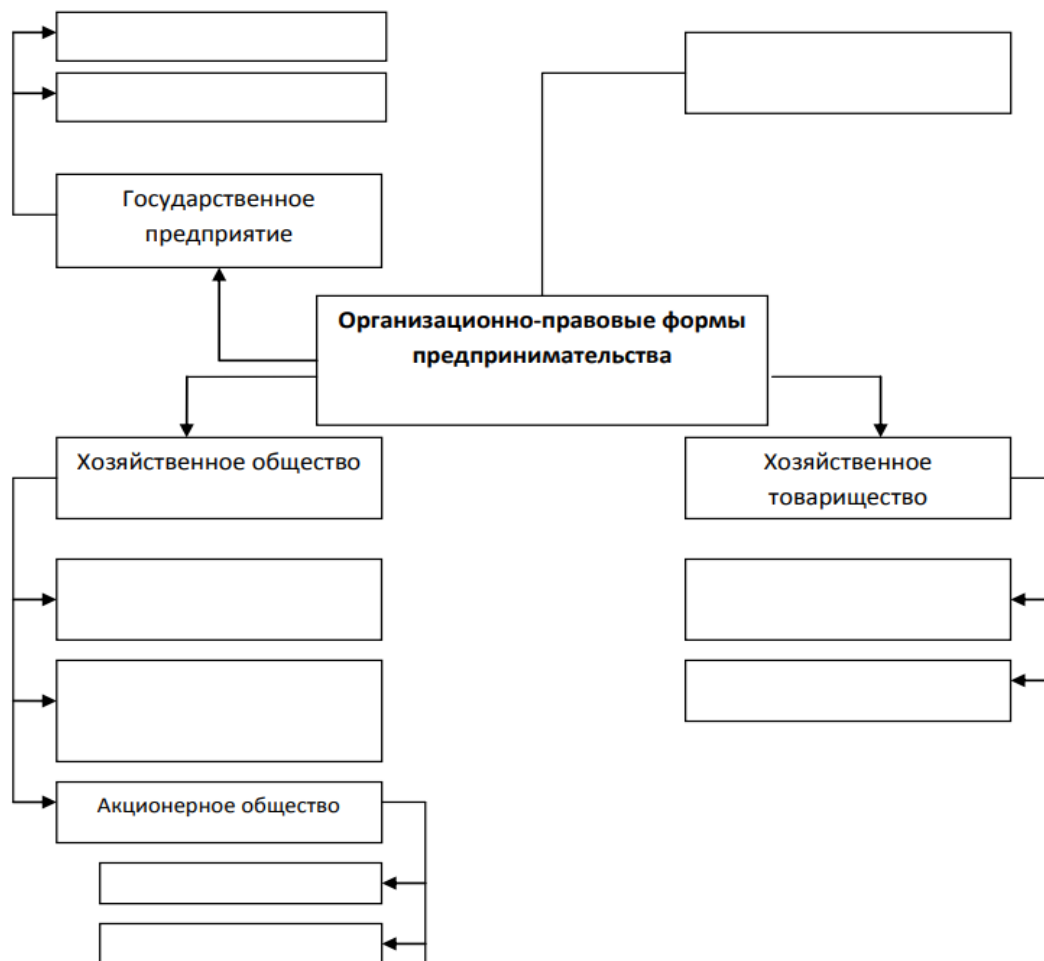 Государственное
предприятие
Организационно-правовые формы
предпринимательства
Хозяйственное общество
Хозяйственное
товарищество
Акционерное общество